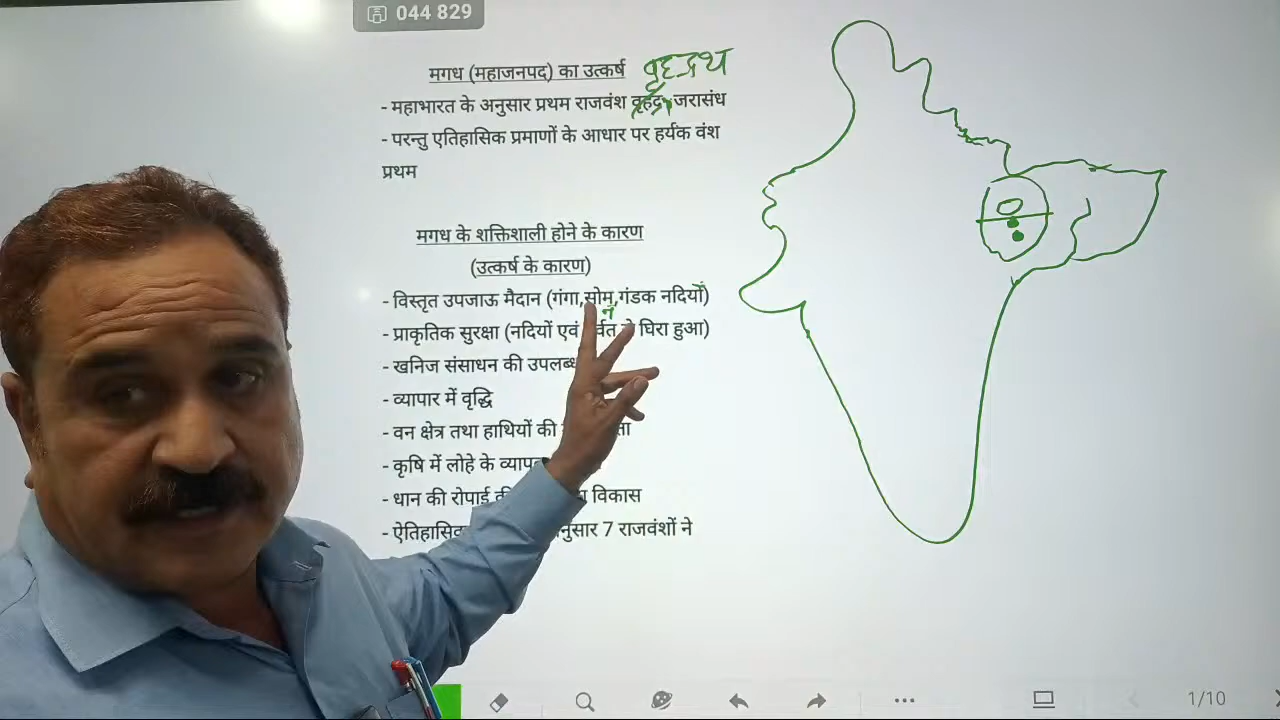 044 829
मगध (महाजनपद) का उत्कर्ष बृहद्रथ
- महाभारत के अनुसार प्रथम राजवंश जरासंध
- परन्तु एतिहासिक प्रमाणों के आधार पर हर्यक वंश
प्रथम
मगध के शक्तिशाली होने के कारण
(उत्कर्ष के कारण)
- विस्तृत उपजाऊ मैदान (गंगा,सोम,गंडक नदियों)
न
- प्राकृतिक सुरक्षा (नदियों एवं घिरा हुआ)
- खनिज संसाधन की
- व्यापार में वृद्धि
- वन क्षेत्र तथा हाथियों की
- कृषि में लोहे के
- धान की रोपाई विकास
- 7 राजवंशों ने
1/10